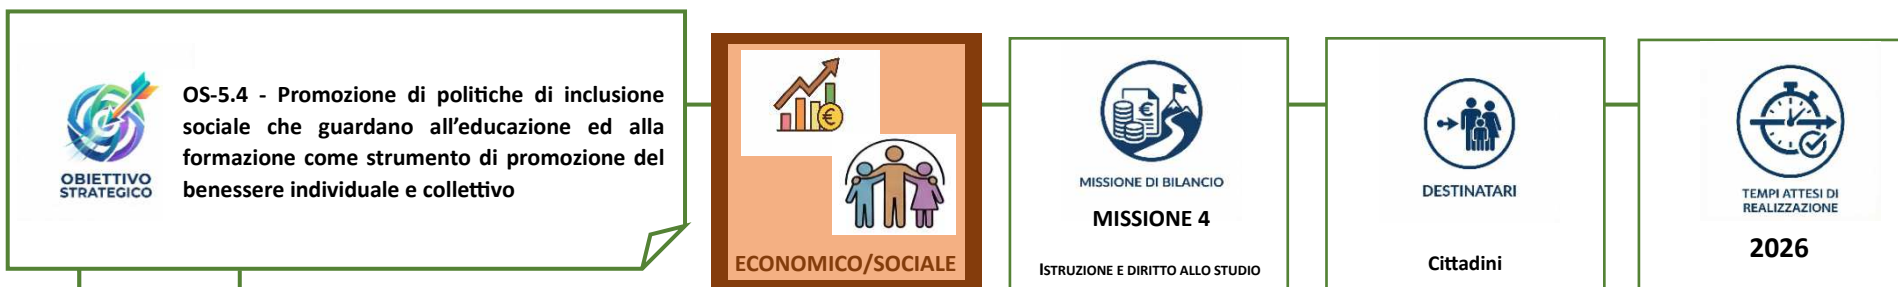 OBIETTIVO
STRATEGICO
OS-5.4 - Promozione di politiche di inclusione
sociale che guardano all’educazione ed alla
formazione come strumento di promozione del
benessere individuale e collettivo
€
ECONOMICO/SOCIALE
€
MISSIONE DI BILANCIO
MISSIONE 4
ISTRUZIONE E DIRITTO ALLO STUDIO
DESTINATARI
Cittadini
TEMPI ATTESI DI
REALIZZAZIONE
2026